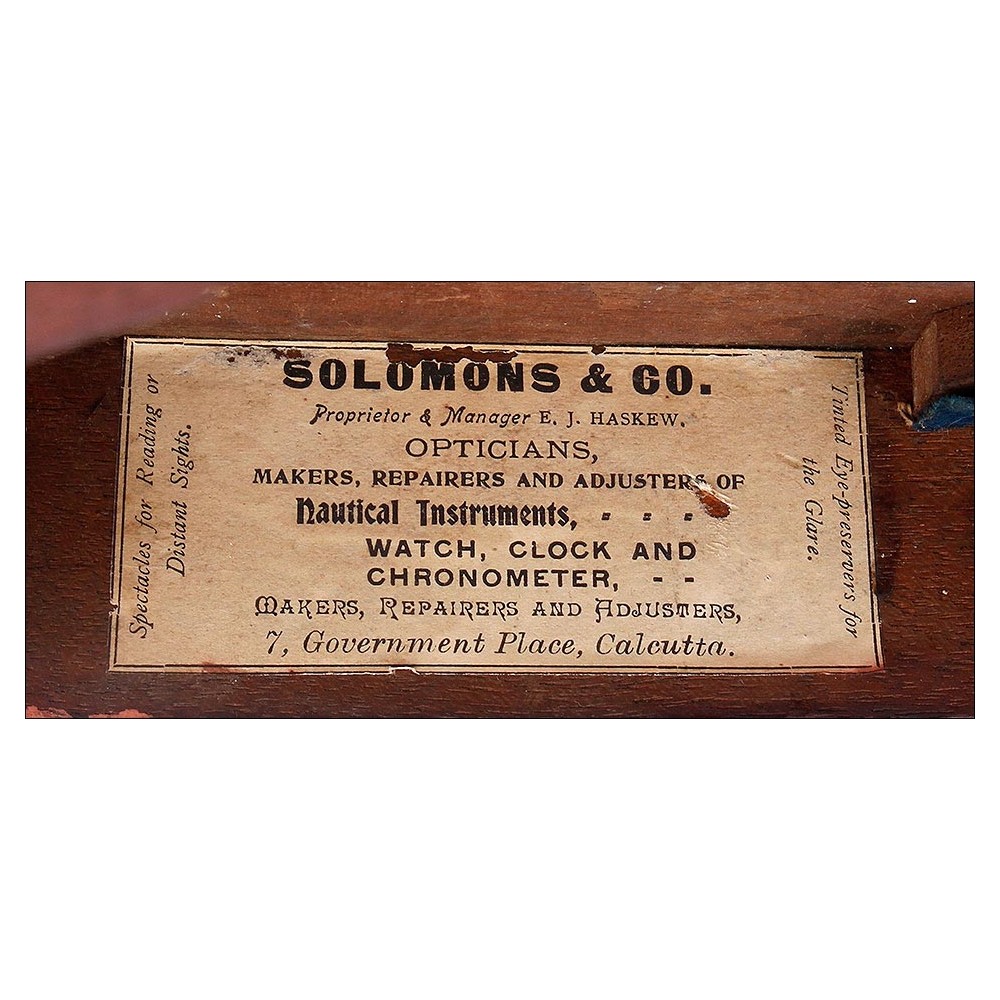 SOLOMONS & CO.
Proprietor & Manager E. J. HASKEW.
OPTICIANS,
MAKERS, REPAIRERS AND ADJUSTERS OF
Nautical Instruments, - - -
WATCH, CLOCK AND
CHRONOMETER, - -
MAKERS, REPAIRERS AND ADJUSTERS,
7, Government Place, Calcutta.
Spectacles for Reading or
Distant Sights.
Tinted Eye-preservers for
the Glare.